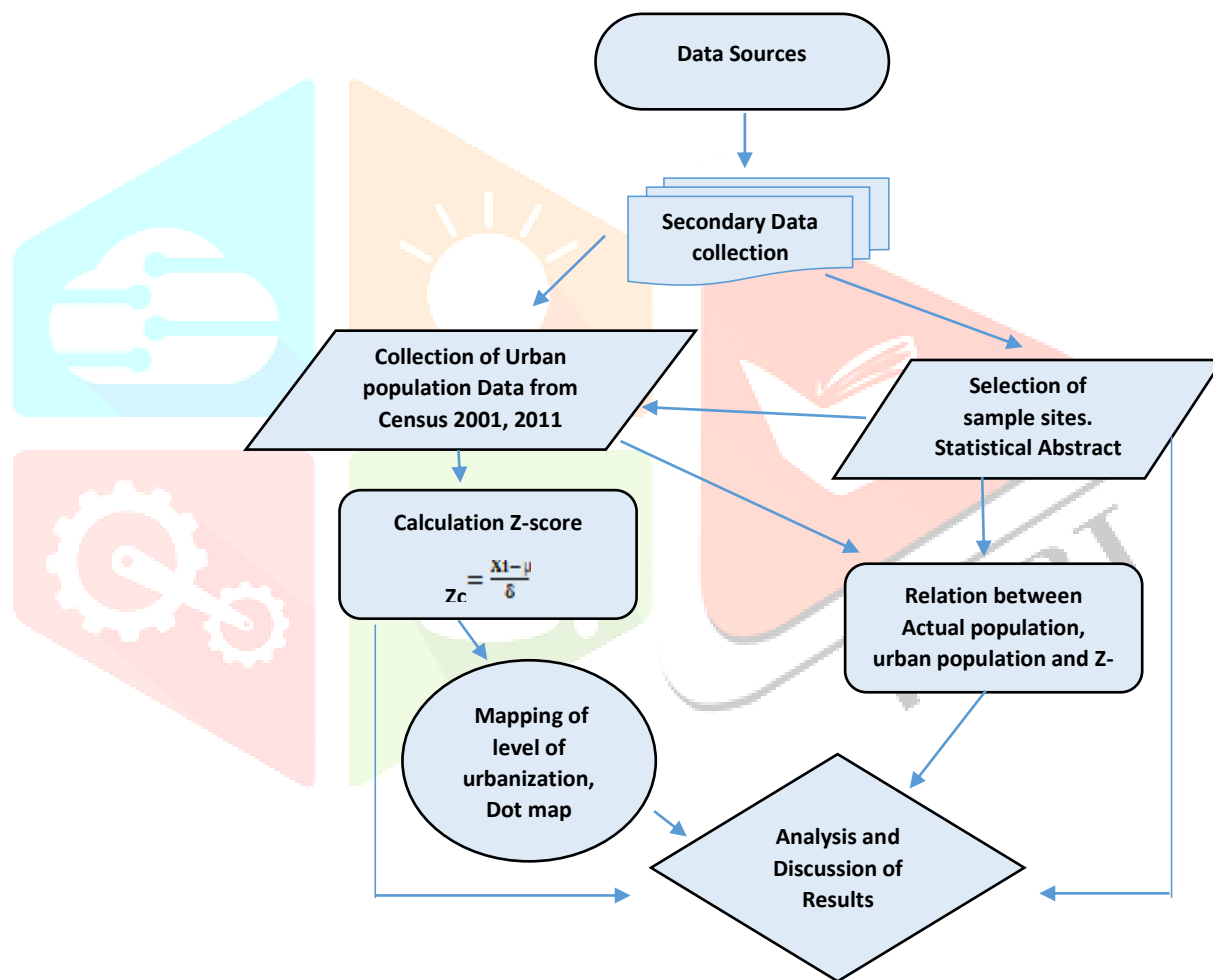 Data Sources
Secondary Data
collection
Collection of Urban
population Data from
Census 2001, 2011
Selection of
sample sites.
Statistical Abstract
Calculation Z-score
Zc = X1−μ / δ
Relation between
Actual population,
urban population and Z-
Mapping of
level of
urbanization,
Dot map
Analysis and
Discussion of
Results